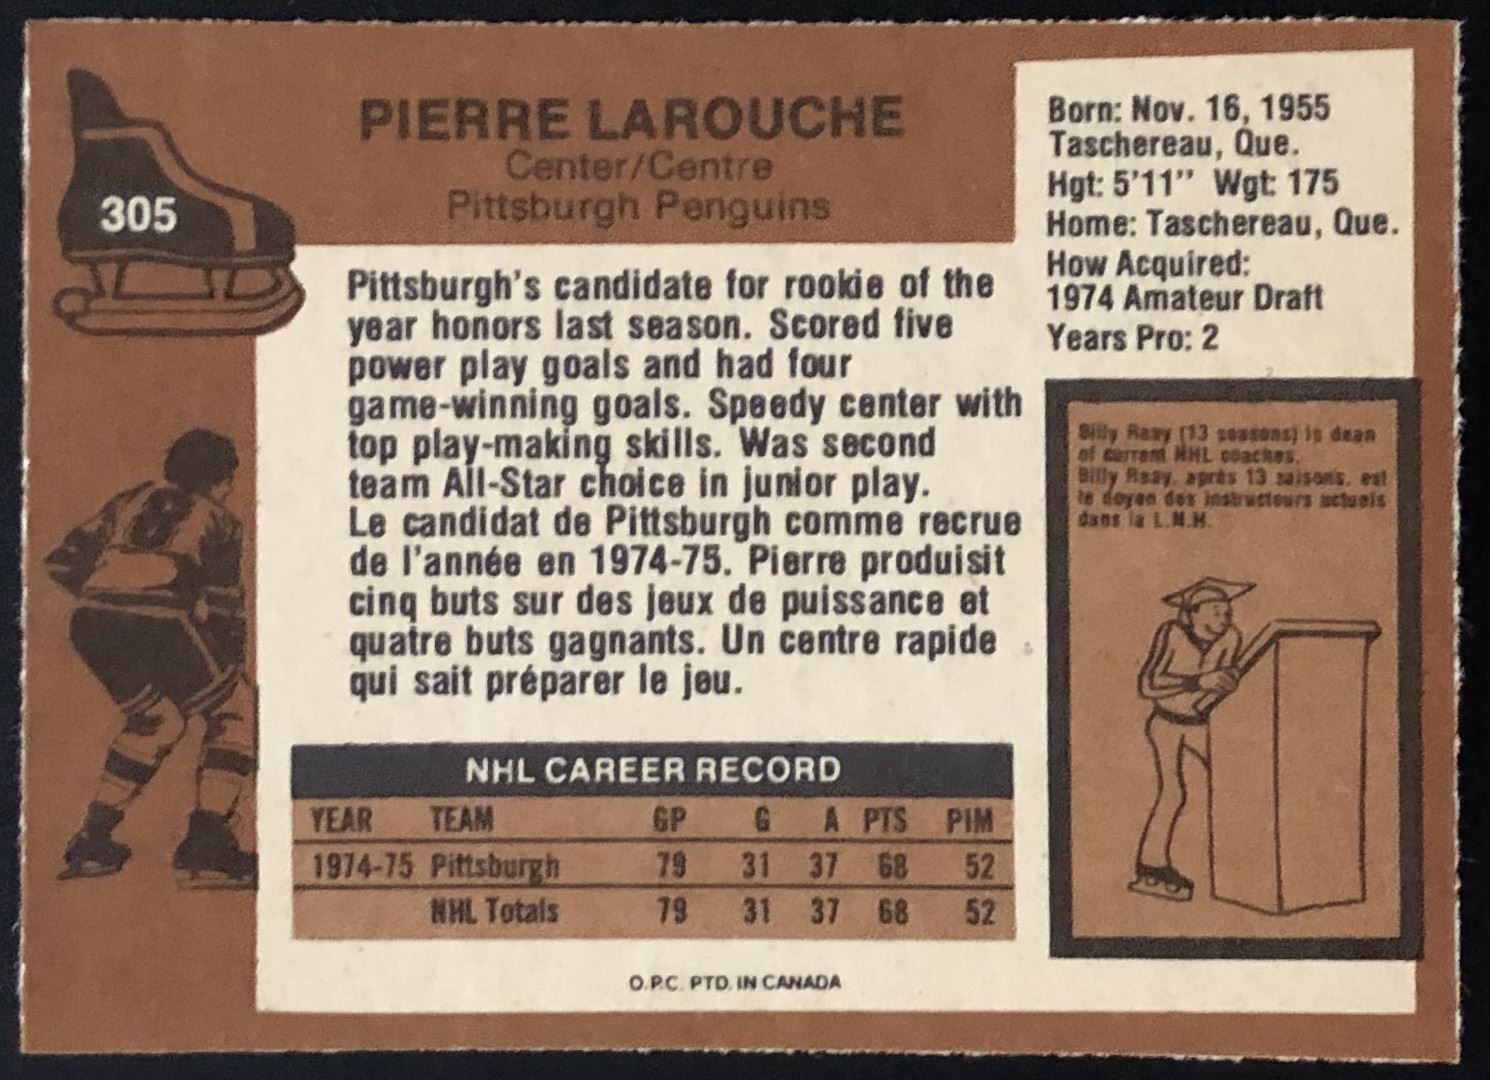 305
PIERRE LAROUCHE
Center/Centre
Pittsburgh Penguins
Born: Nov. 16, 1955
Taschereau, Que.
Hgt: 5'11" Wgt: 175
Home: Taschereau, Que.
How Acquired:
1974 Amateur Draft
Years Pro: 2
Pittsburgh's candidate for rookie of the
year honors last season. Scored five
power play goals and had four
game-winning goals. Speedy center with
top play-making skills. Was second
team All-Star choice in junior play.
Le candidat de Pittsburgh comme recrue
de l'année en 1974-75. Pierre produisit
cinq buts sur des jeux de puissance et
quatre buts gagnants. Un centre rapide
qui sait préparer le jeu.
Billy Reay (13 seasons) is dean
of current NHL coaches.
Billy Reay, après 13 saisons, est
le doyen des instructeurs actuels
dans la L.N.H.
8
NHL CAREER RECORD
YEAR TEAM GP G A PTS PIM
1974-75 Pittsburgh 79 31 37 68 52
NHL Totals 79 31 37 68 52
O.P.C. PTD. IN CANADA